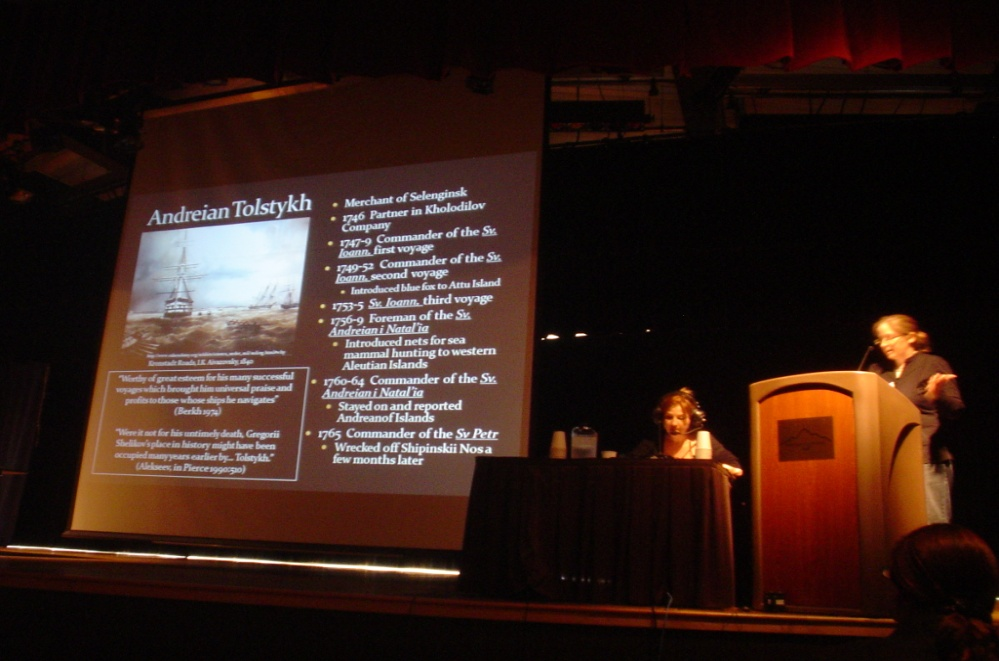 Andreian Tolstykh
Kronstadt Roads, I.K. Aivazovsky, 1840
"Worthy of great esteem for his many successful
voyages which brought him universal praise and
profits to those whose ships he navigates"
(Berkh 1974)
"Were it not for his untimely death, Gregorii
Shelikov's place in history might have been
occupied many years earlier by... Tolstykh."
(Alekseev, in Pierce 1990:510)
• Merchant of Selenginsk
• 1746 Partner in Kholodilov
Company
• 1747-9 Commander of the Sv.
Ioann, first voyage
• 1749-52 Commander of the Sv.
Ioann, second voyage
• Introduced blue fox to Attu Island
• 1753-5 Sv. Ioann, third voyage
• 1756-9 Foreman of the Sv.
Andreian i Natal'ia
• Introduced nets for sea
mammal hunting to western
Aleutian Islands
• 1760-64 Commander of the Sv.
Andreian i Natal'ia
• Stayed on and reported
Andreanof Islands
• 1765 Commander of the Sv Petr
• Wrecked off Shipinskii Nos a
few months later